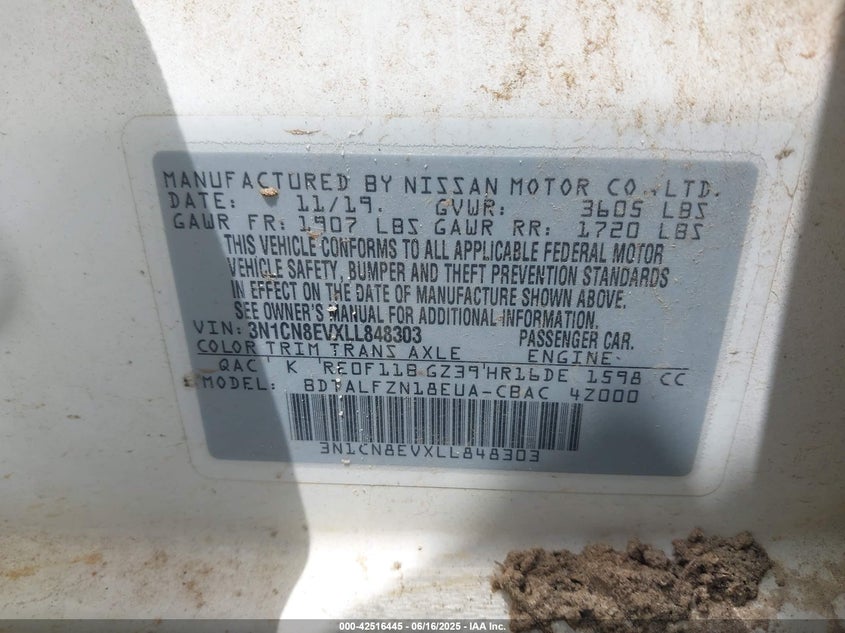 MANUFACTURED BY NISSAN MOTOR CO.,LTD.
DATE: 11/19. GVWR: 3605 LBS
GAWR FR: 1907 LBS GAWR RR: 1720 LBS
THIS VEHICLE CONFORMS TO ALL APPLICABLE FEDERAL MOTOR
VEHICLE SAFETY, BUMPER AND THEFT PREVENTION STANDARDS
IN EFFECT ON THE DATE OF MANUFACTURE SHOWN ABOVE.
SEE OWNER'S MANUAL FOR ADDITIONAL INFORMATION.
VIN: 3N1CN8EVXLL848303 PASSENGER CAR.
COLOR TRIM TRANS AXLE ENGINE
QAC K RE0F11B GZ39 HR16DE 1598 CC
MODEL: BDTALFZN18EUA-CBAC 4Z000
3N1CN8EVXLL848303
000-42516445 - 06/16/2025 - IAA Inc.